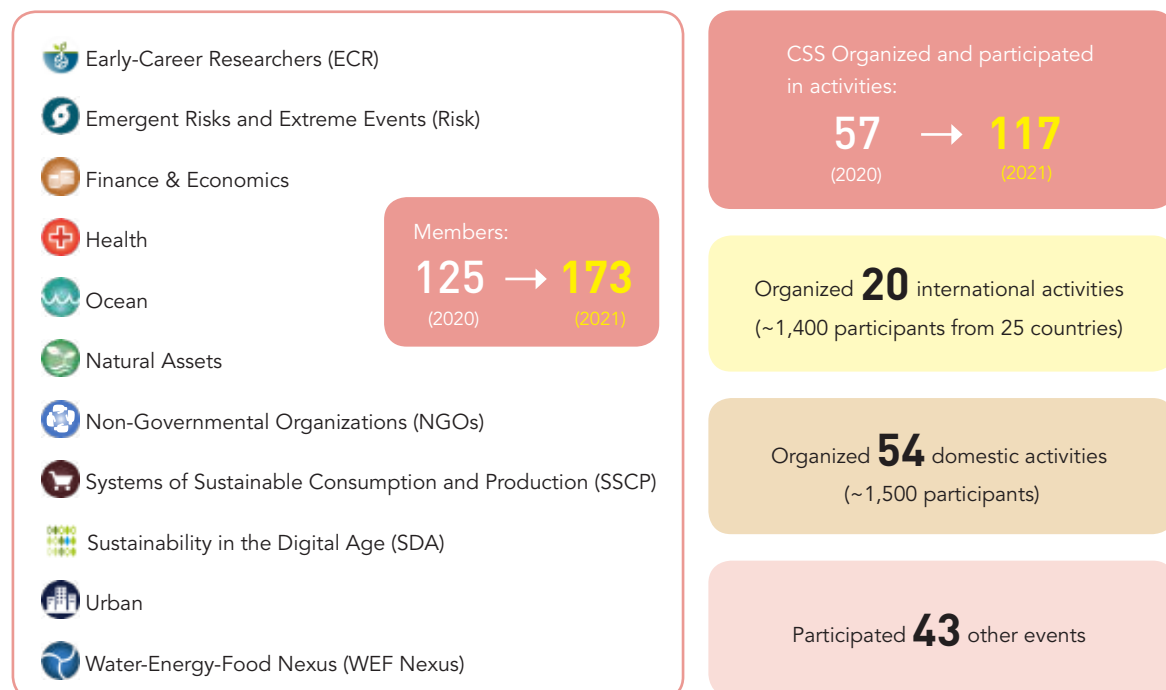 Early-Career Researchers (ECR)
Emergent Risks and Extreme Events (Risk)
Finance & Economics
Health
Ocean
Natural Assets
Non-Governmental Organizations (NGOs)
Systems of Sustainable Consumption and Production (SSCP)
Sustainability in the Digital Age (SDA)
Urban
Water-Energy-Food Nexus (WEF Nexus)
Members:
125 → 173
(2020) (2021)
CSS Organized and participated
in activities:
57 → 117
(2020) (2021)
Organized 20 international activities
(~1,400 participants from 25 countries)
Organized 54 domestic activities
(~1,500 participants)
Participated 43 other events